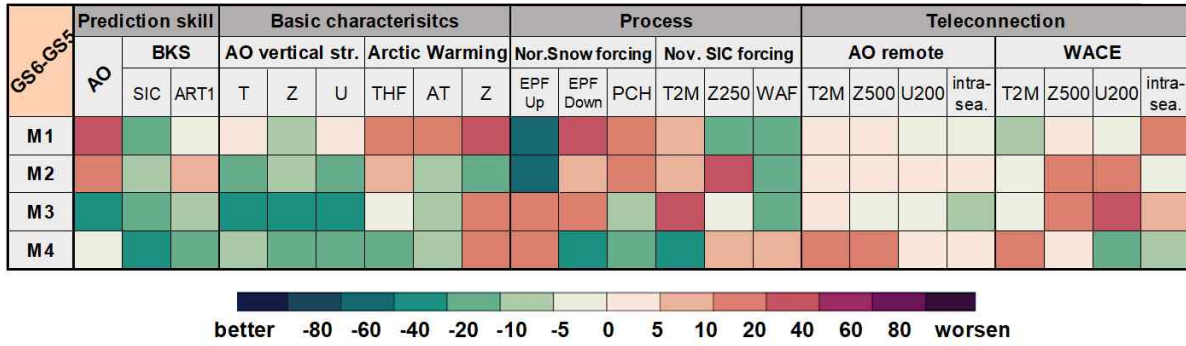 GS6-GS5
Prediction skill Basic characterisitcs Process Teleconnection
AO BKS AO vertical str. Arctic Warming Nor.Snow forcing Nov. SIC forcing AO remote WACE
SIC ART1 T Z U THF AT Z EPF Up EPF Down PCH T2M Z250 WAF T2M Z500 U200 intra-sea. T2M Z500 U200 intra-sea.
M1
M2
M3
M4
better -80 -60 -40 -20 -10 -5 0 5 10 20 40 60 80 worsen